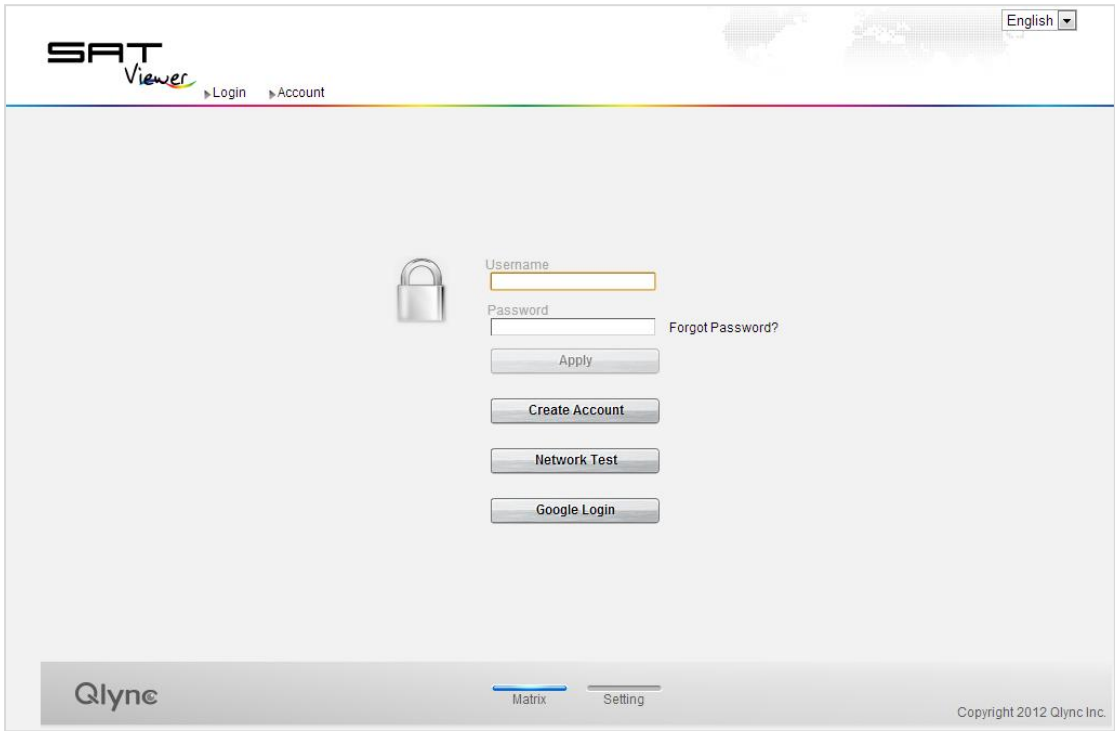 English
SAT
Viewer
Login Account
Username
Password
Forgot Password?
Apply
Create Account
Network Test
Google Login
Qlync
Matrix Setting
Copyright 2012 Qlync Inc.